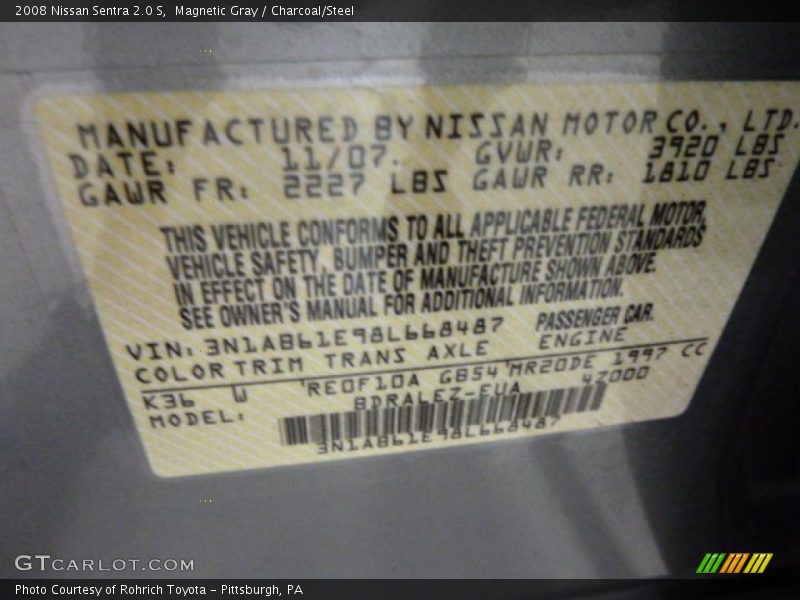 2008 Nissan Sentra 2.0 S,  Magnetic Gray / Charcoal/Steel
MANUFACTURED BY NISSAN MOTOR CO., LTD.
DATE: 11/07. GVWR: 3920 LBS
GAWR FR: 2227 LBS GAWR RR: 1810 LBS
THIS VEHICLE CONFORMS TO ALL APPLICABLE FEDERAL MOTOR
VEHICLE SAFETY, BUMPER AND THEFT PREVENTION STANDARDS
IN EFFECT ON THE DATE OF MANUFACTURE SHOWN ABOVE.
SEE OWNER'S MANUAL FOR ADDITIONAL INFORMATION.
VIN: 3N1AB61E98L668487 PASSENGER CAR.
COLOR TRIM TRANS AXLE ENGINE
K36 W RE0F10A GB54 MR20DE 1997 CC
MODEL: BDRALEZ-EUA 4Z000
3N1AB61E98L668487
GTCARLOT.COM
Photo Courtesy of Rohrich Toyota - Pittsburgh, PA